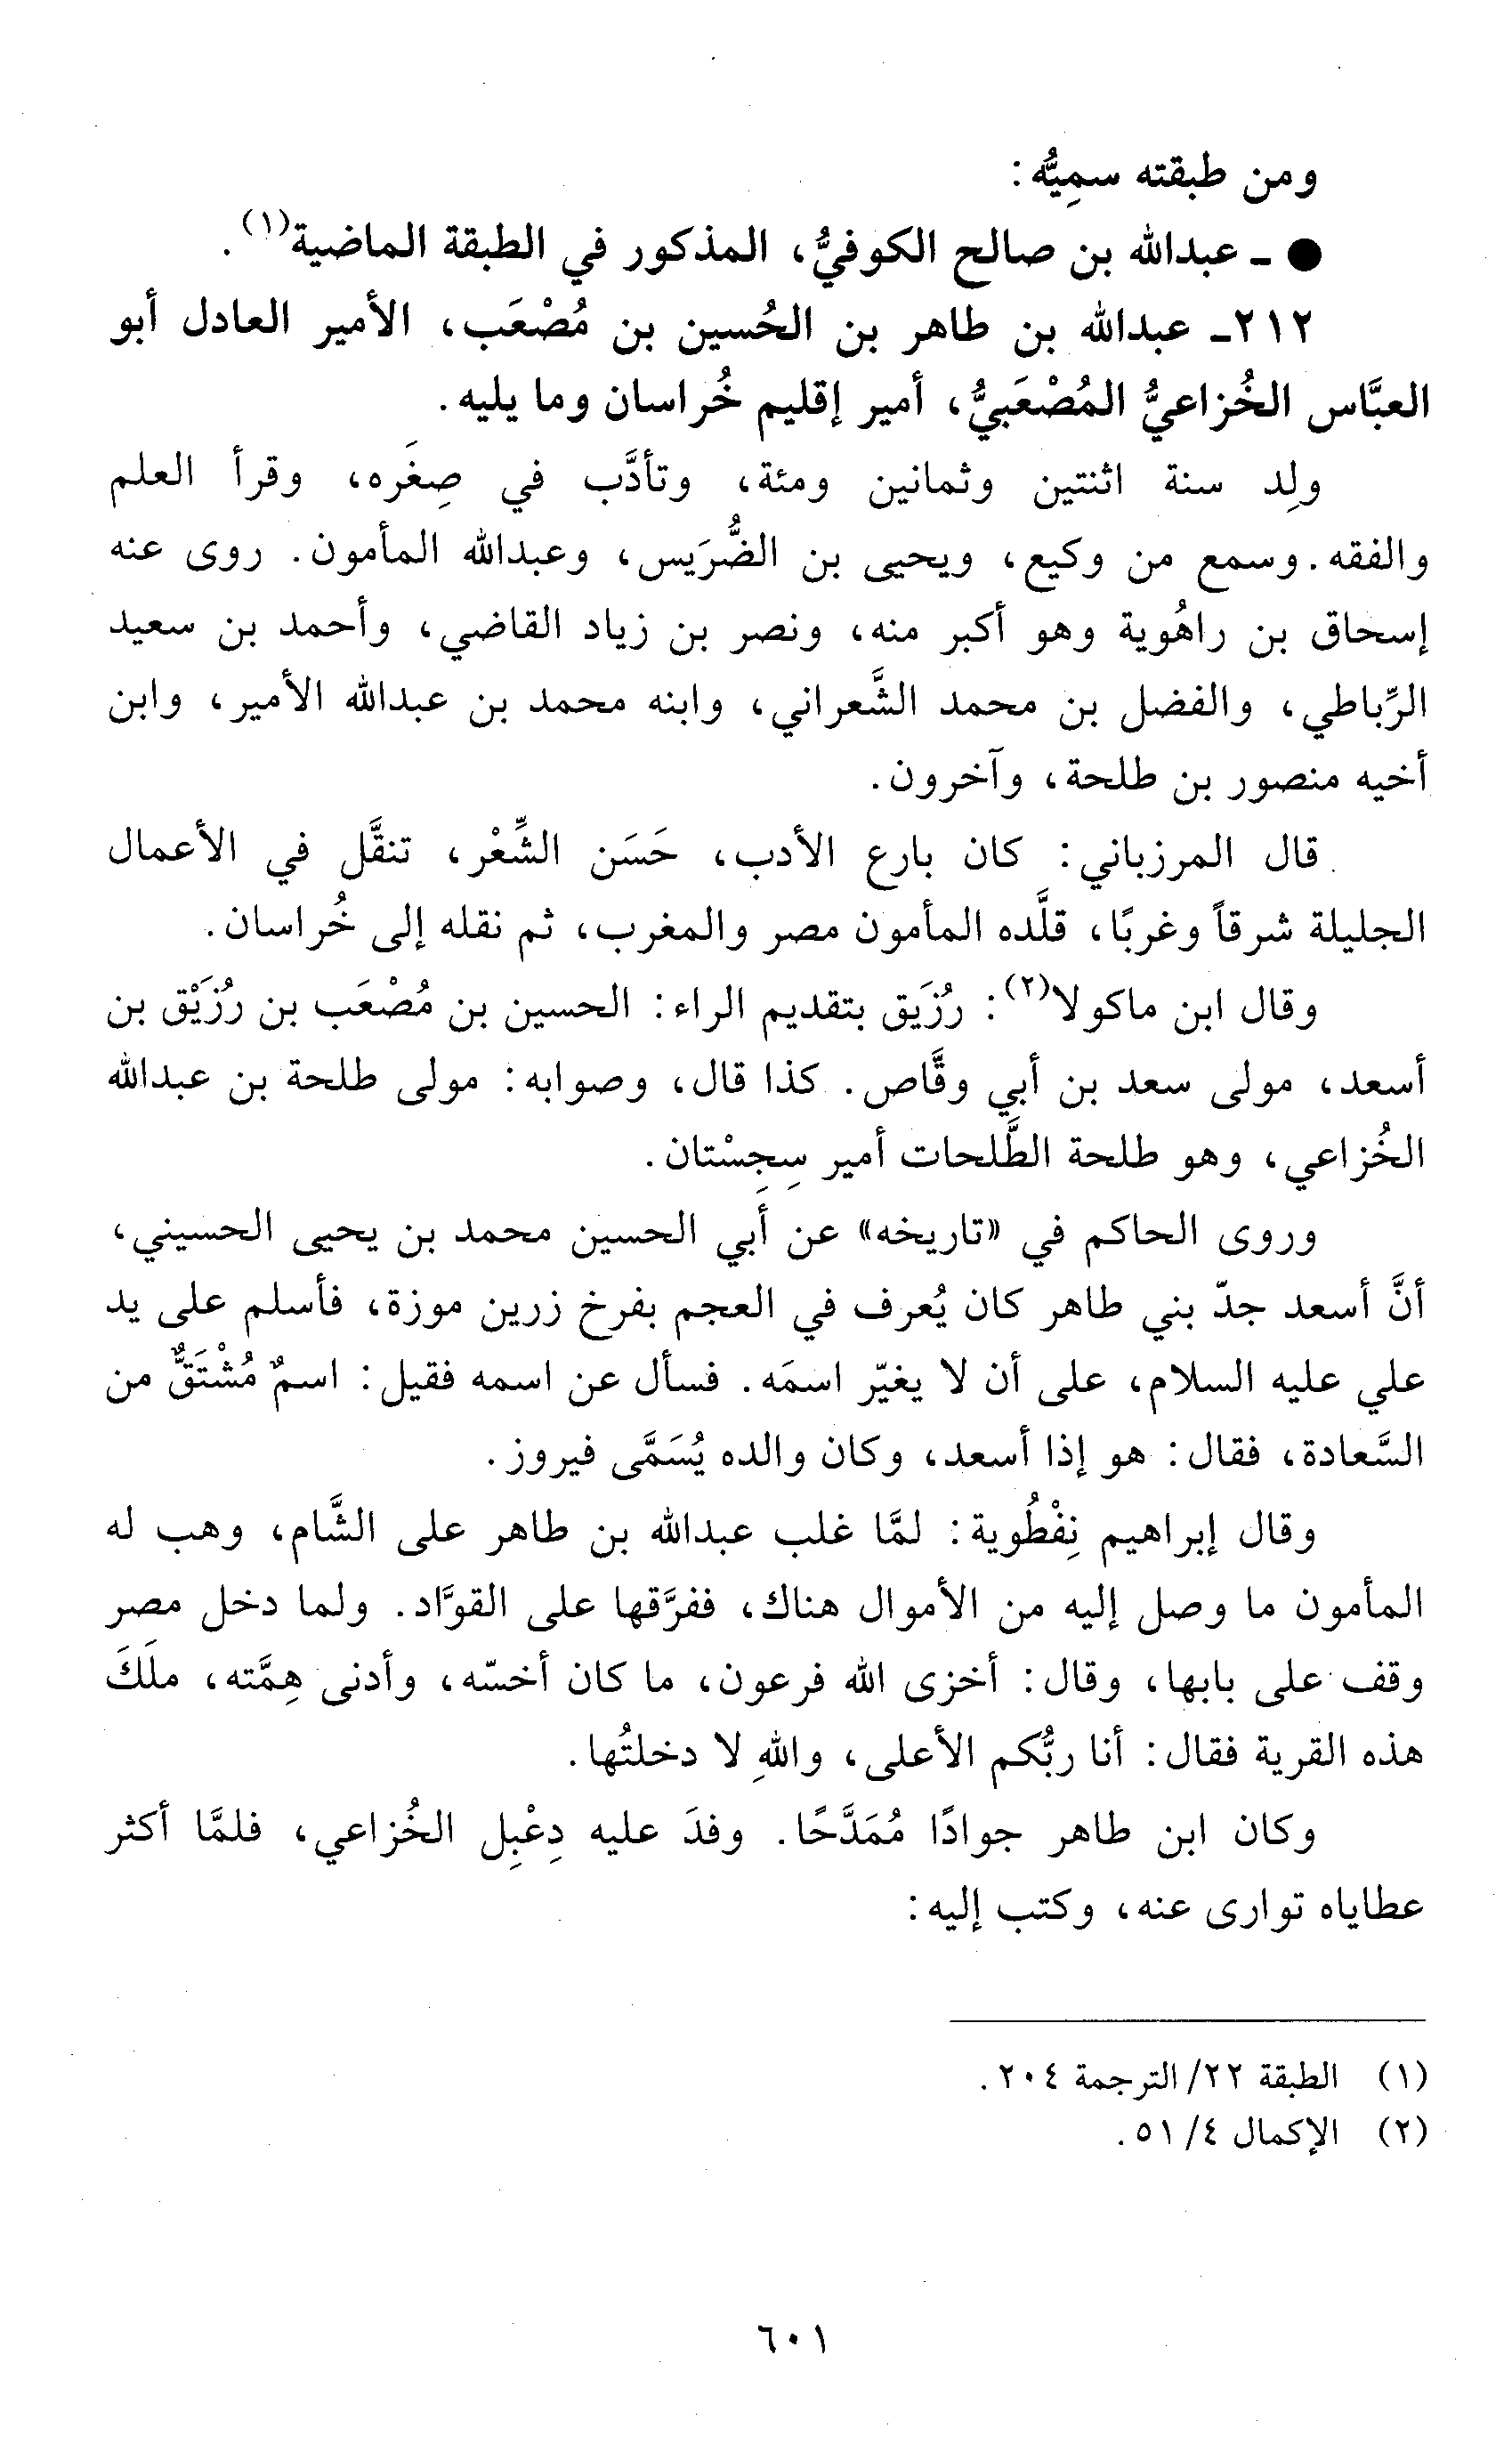 ومن طبقته سمِيُّه:
● ـ عبدالله بن صالح الكوفيُّ، المذكور في الطبقة الماضية(١).
٢١٢ـ عبدالله بن طاهر بن الحُسين بن مُصْعَب، الأمير العادل أبو
العبَّاس الخُزاعيُّ المُصْعَبيُّ، أمير إقليم خُراسان وما يليه.
ولِد سنة اثنتين وثمانين ومئة، وتأدَّب في صِغَره، وقرأ العلم
والفقه. وسمع من وكيع، ويحيى بن الضُّرَيس، وعبدالله المأمون. روى عنه
إسحاق بن راهُوية وهو أكبر منه، ونصر بن زياد القاضي، وأحمد بن سعيد
الرِّباطي، والفضل بن محمد الشَّعراني، وابنه محمد بن عبدالله الأمير، وابن
أخيه منصور بن طلحة، وآخرون.
قال المرزباني: كان بارع الأدب، حَسَن الشِّعْر، تنقَّل في الأعمال
الجليلة شرقاً وغربًا، قلَّده المأمون مصر والمغرب، ثم نقله إلى خُراسان.
وقال ابن ماكولا(٢): رُزَيق بتقديم الراء: الحسين بن مُصْعَب بن رُزَيْق بن
أسعد، مولى سعد بن أبي وقَّاص. كذا قال، وصوابه: مولى طلحة بن عبدالله
الخُزاعي، وهو طلحة الطَّلحات أمير سِجِسْتان.
وروى الحاكم في «تاريخه» عن أبي الحسين محمد بن يحيى الحسيني،
أنَّ أسعد جدّ بني طاهر كان يُعرف في العجم بفرخ زرين موزة، فأسلم على يد
علي عليه السلام، على أن لا يغيّر اسمَه. فسأل عن اسمه فقيل: اسمٌ مُشْتَقٌّ من
السَّعادة، فقال: هو إذا أسعد، وكان والده يُسَمَّى فيروز.
وقال إبراهيم نِفْطُوية: لمَّا غلب عبدالله بن طاهر على الشَّام، وهب له
المأمون ما وصل إليه من الأموال هناك، ففرَّقها على القوَّاد. ولما دخل مصر
وقف على بابها، وقال: أخزى الله فرعون، ما كان أخسّه، وأدنى هِمَّته، ملَكَ
هذه القرية فقال: أنا ربُّكم الأعلى، واللهِ لا دخلتُها.
وكان ابن طاهر جوادًا مُمَدَّحًا. وفدَ عليه دِعْبِل الخُزاعي، فلمَّا أكثر
عطاياه توارى عنه، وكتب إليه:
(١) الطبقة ٢٢/ الترجمة ٢٠٤.
(٢) الإكمال ٤/ ٥١.
٦٠١